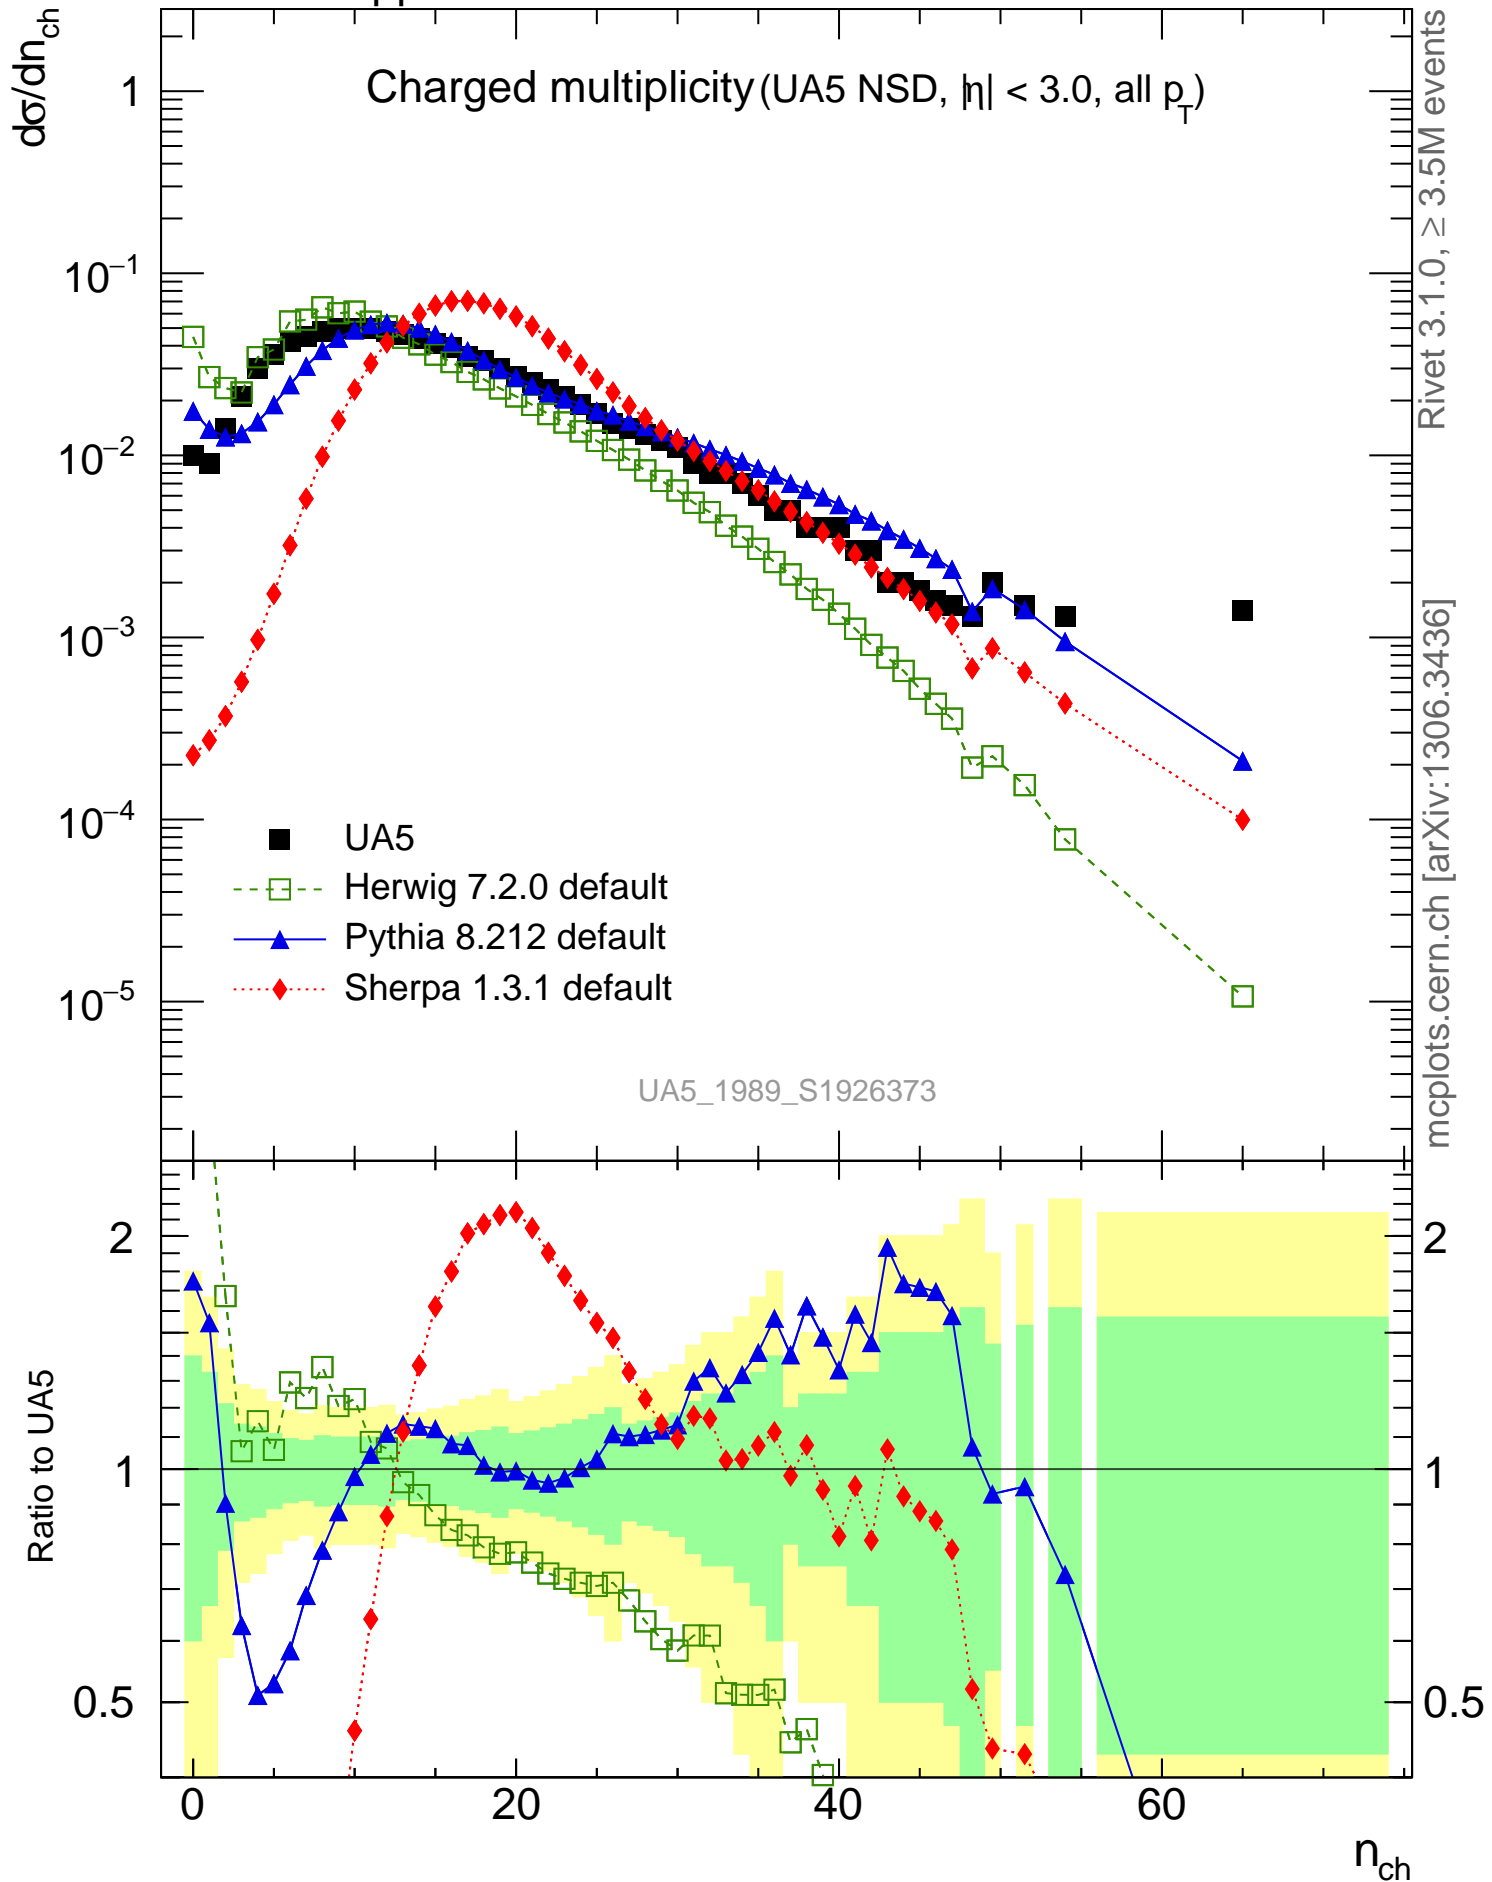 dσ/dn_ch
Charged multiplicity (UA5 NSD, |η| < 3.0, all p_T)
1
10^−1
10^−2
10^−3
10^−4
10^−5
UA5
Herwig 7.2.0 default
Pythia 8.212 default
Sherpa 1.3.1 default
UA5_1989_S1926373
Rivet 3.1.0, ≥ 3.5M events
mcplots.cern.ch [arXiv:1306.3436]
Ratio to UA5
2
1
0.5
2
1
0.5
0 20 40 60
n_ch